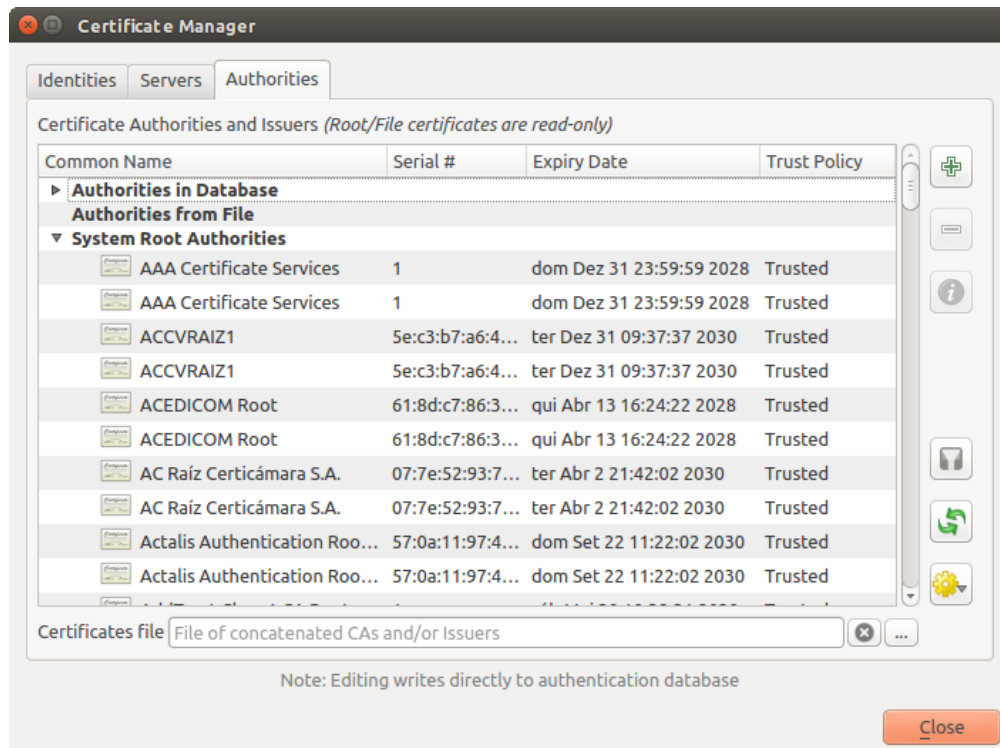 Certificate Manager
Identities Servers Authorities
Certificate Authorities and Issuers (Root/File certificates are read-only)
Common Name Serial # Expiry Date Trust Policy
Authorities in Database
Authorities from File
System Root Authorities
AAA Certificate Services 1 dom Dez 31 23:59:59 2028 Trusted
AAA Certificate Services 1 dom Dez 31 23:59:59 2028 Trusted
ACCVRAIZ1 5e:c3:b7:a6:4... ter Dez 31 09:37:37 2030 Trusted
ACCVRAIZ1 5e:c3:b7:a6:4... ter Dez 31 09:37:37 2030 Trusted
ACEDICOM Root 61:8d:c7:86:3... qui Abr 13 16:24:22 2028 Trusted
ACEDICOM Root 61:8d:c7:86:3... qui Abr 13 16:24:22 2028 Trusted
AC Raíz Certicámara S.A. 07:7e:52:93:7... ter Abr 2 21:42:02 2030 Trusted
AC Raíz Certicámara S.A. 07:7e:52:93:7... ter Abr 2 21:42:02 2030 Trusted
Actalis Authentication Roo... 57:0a:11:97:4... dom Set 22 11:22:02 2030 Trusted
Actalis Authentication Roo... 57:0a:11:97:4... dom Set 22 11:22:02 2030 Trusted
Certificates file File of concatenated CAs and/or Issuers ...
Note: Editing writes directly to authentication database
Close